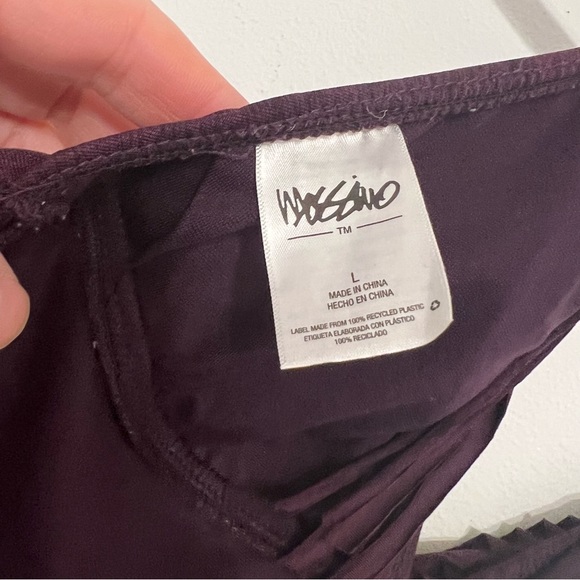 Mossimo
TM
L
MADE IN CHINA
HECHO EN CHINA
LABEL MADE FROM 100% RECYCLED PLASTIC
ETIQUETA ELABORADA CON PLÁSTICO
100% RECICLADO